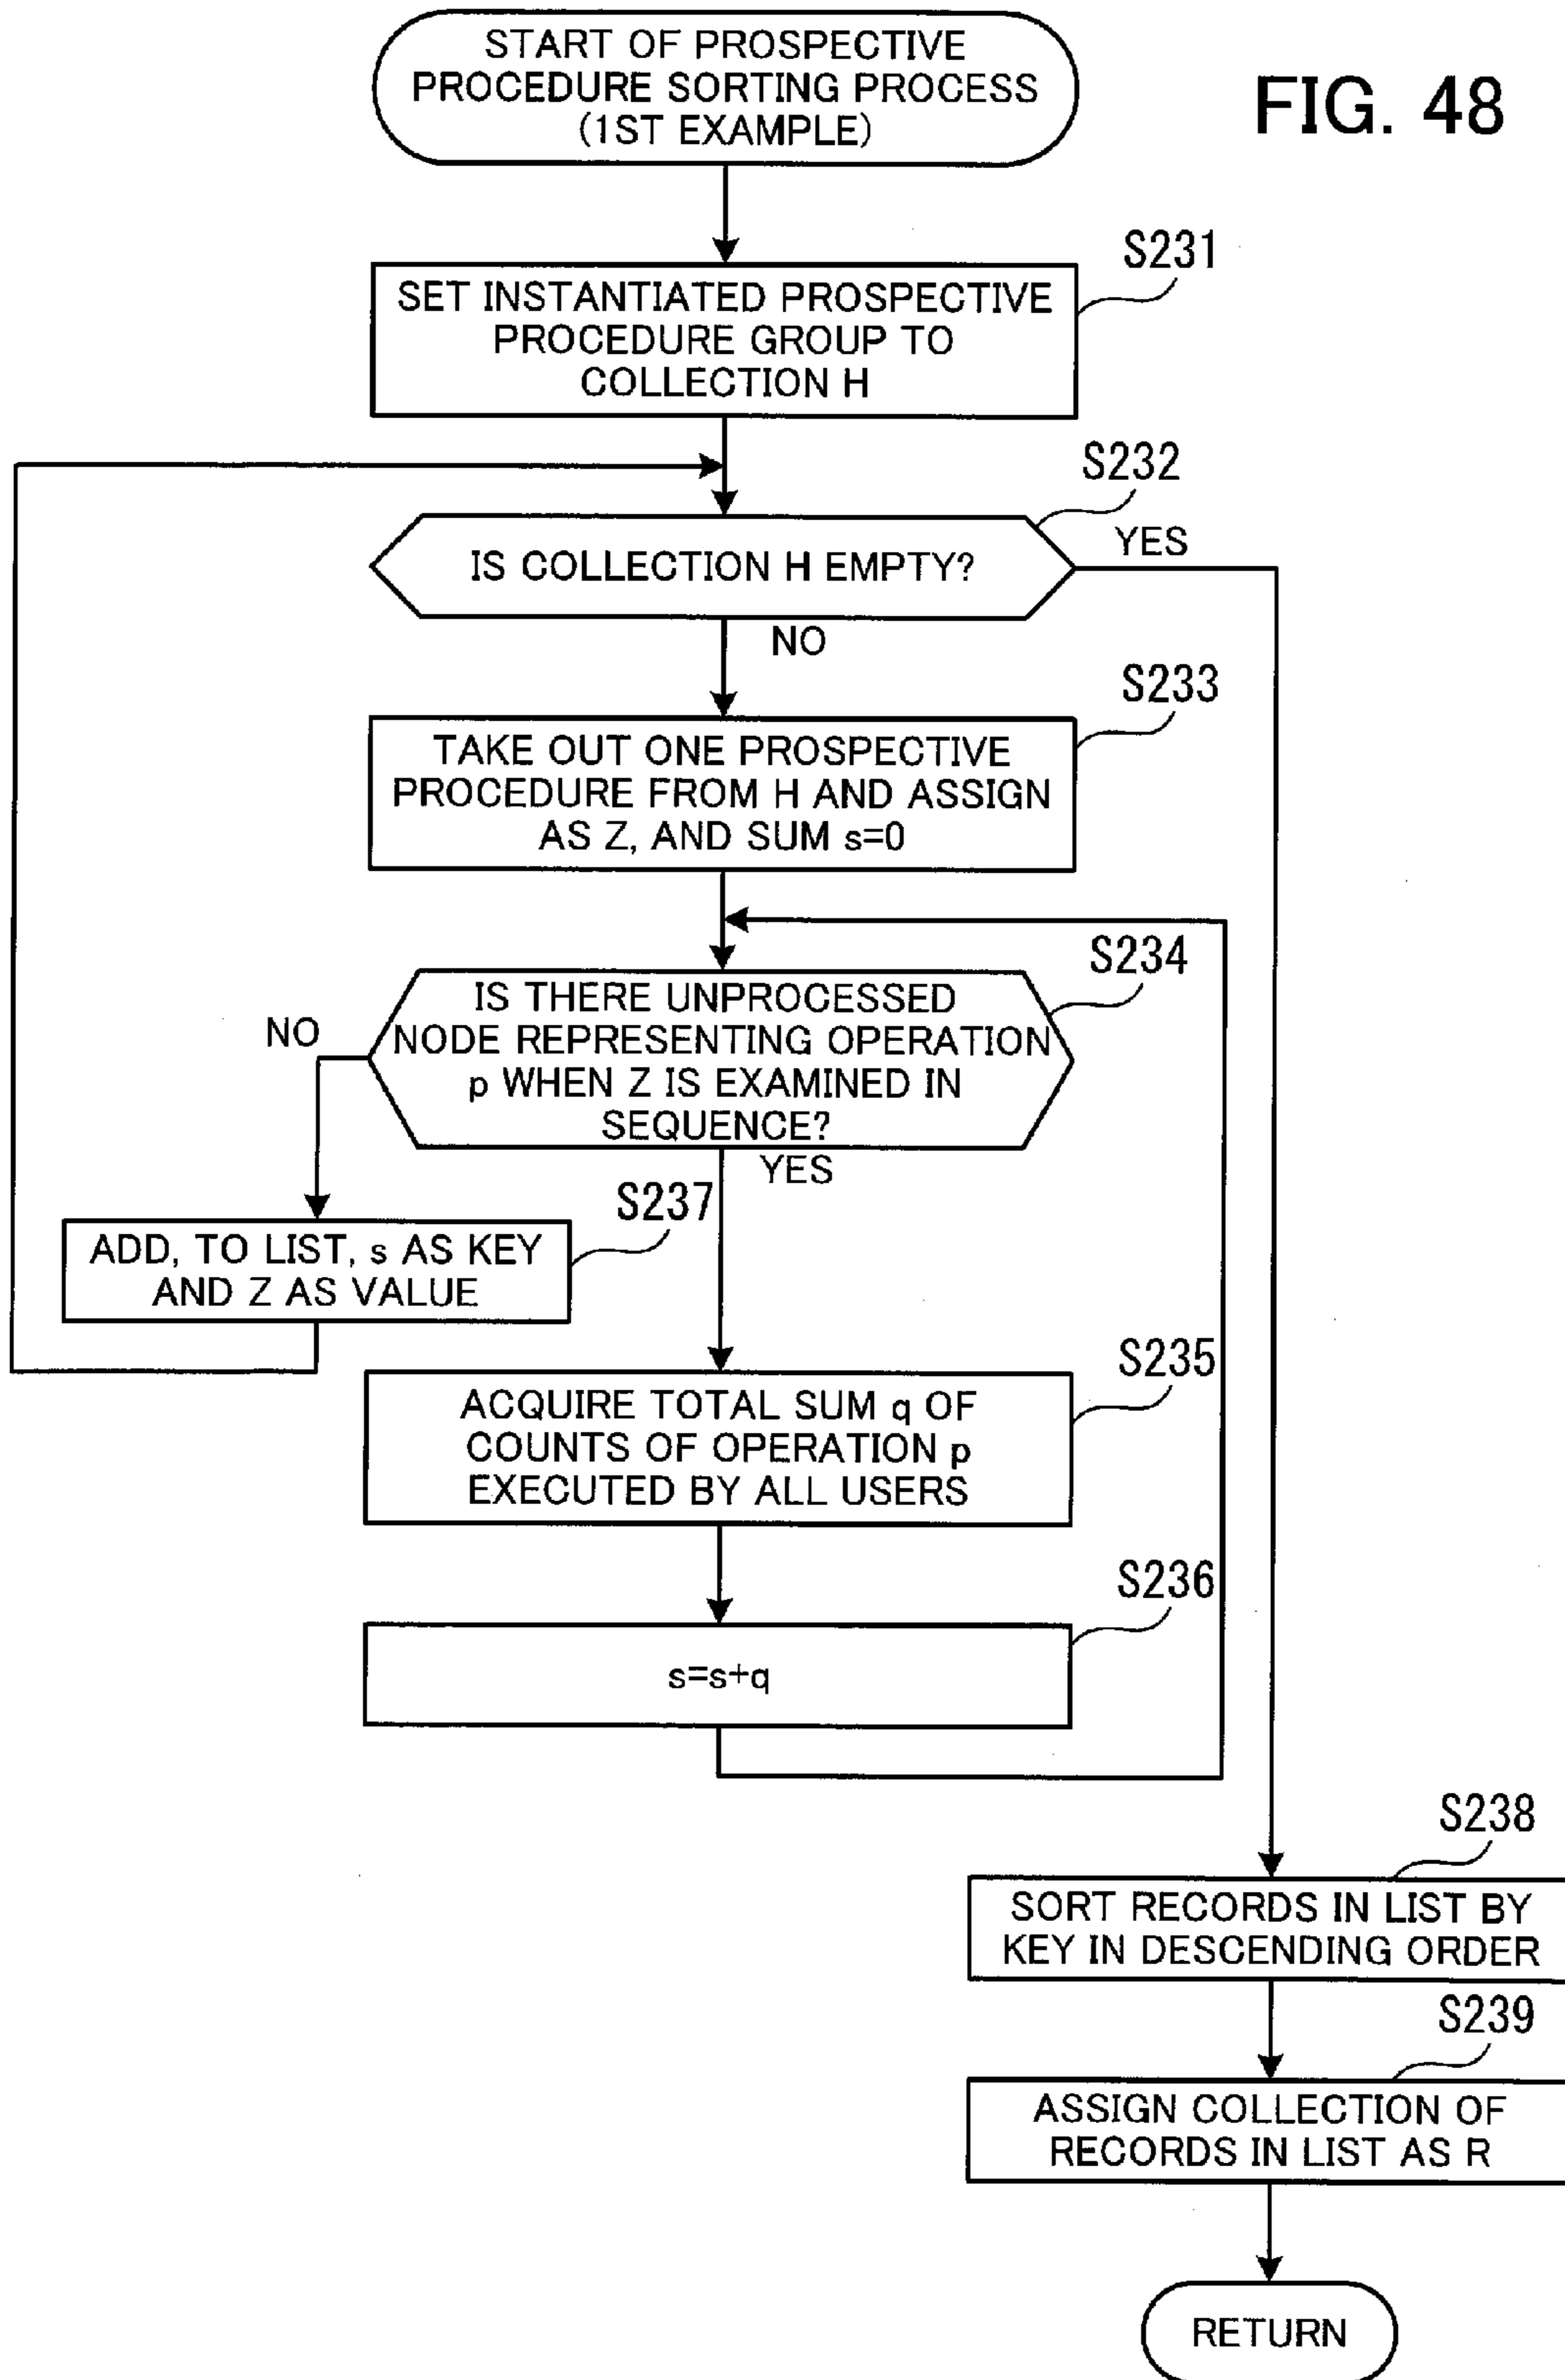 START OF PROSPECTIVE
PROCEDURE SORTING PROCESS
(1ST EXAMPLE)
FIG. 48
S231
SET INSTANTIATED PROSPECTIVE
PROCEDURE GROUP TO
COLLECTION H
S232
IS COLLECTION H EMPTY?
YES
NO
S233
TAKE OUT ONE PROSPECTIVE
PROCEDURE FROM H AND ASSIGN
AS Z, AND SUM s=0
S234
IS THERE UNPROCESSED
NODE REPRESENTING OPERATION
p WHEN Z IS EXAMINED IN
SEQUENCE?
NO
YES
S237
ADD, TO LIST, s AS KEY
AND Z AS VALUE
S235
ACQUIRE TOTAL SUM q OF
COUNTS OF OPERATION p
EXECUTED BY ALL USERS
S236
s=s+q
S238
SORT RECORDS IN LIST BY
KEY IN DESCENDING ORDER
S239
ASSIGN COLLECTION OF
RECORDS IN LIST AS R
RETURN